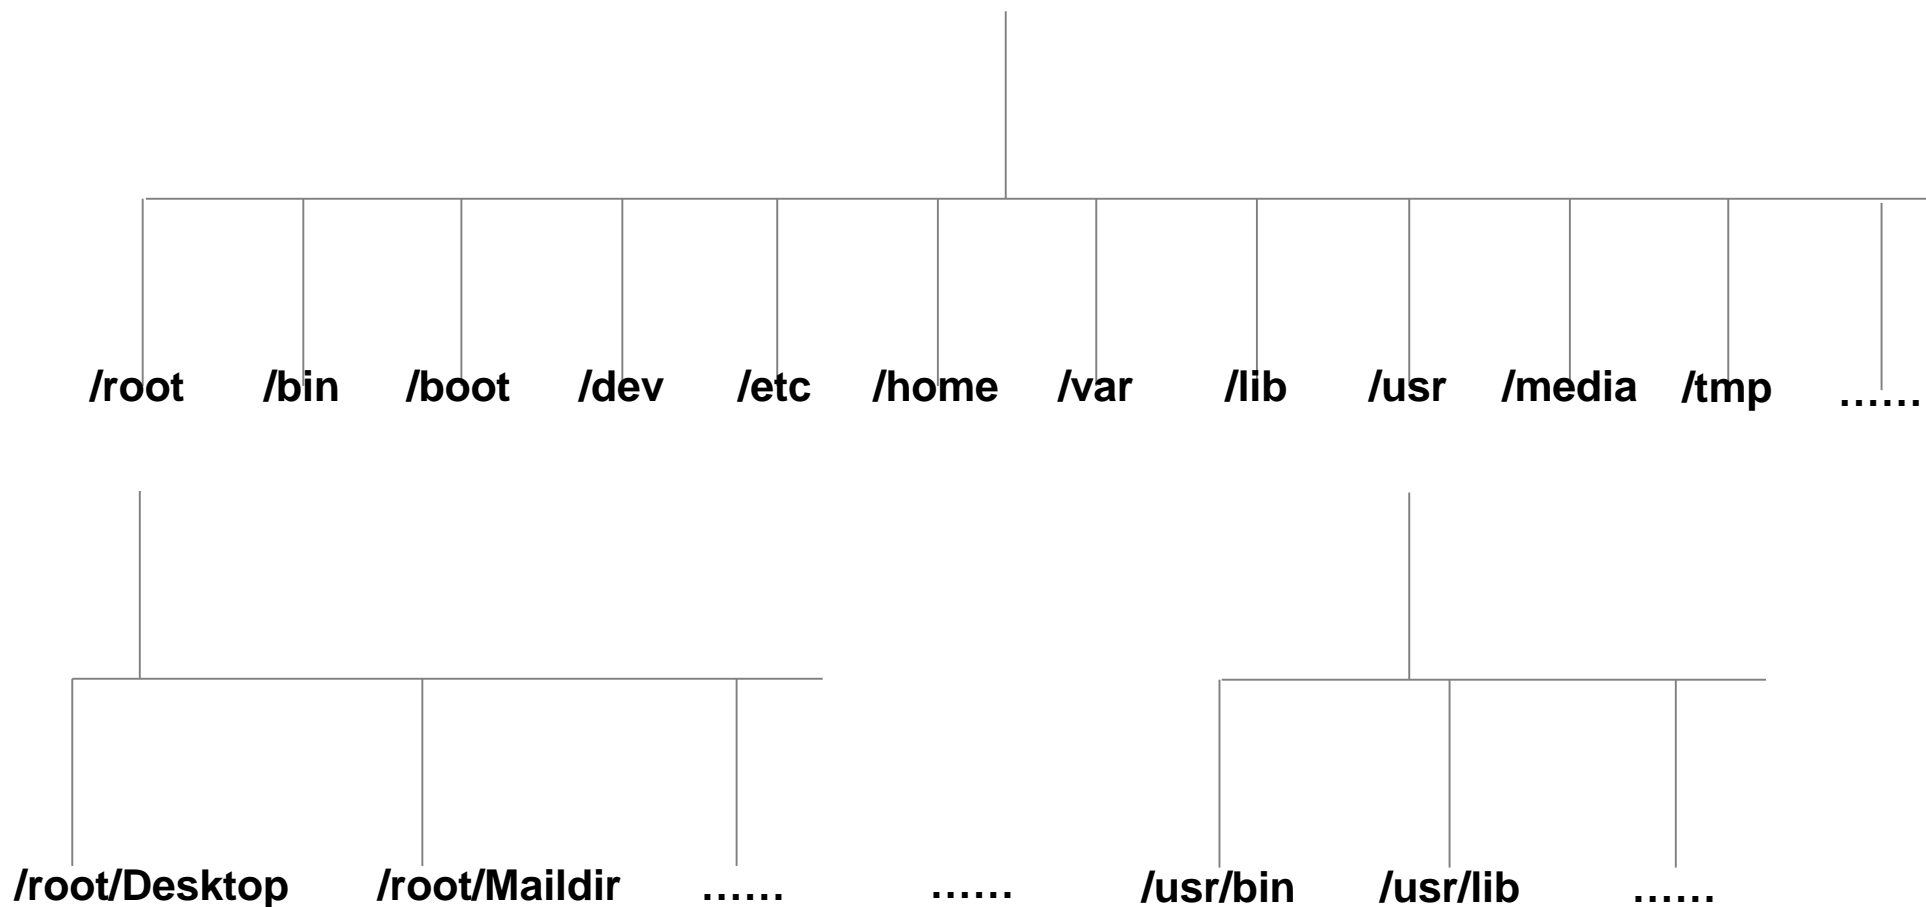 /root /bin /boot /dev /etc /home /var /lib /usr /media /tmp ......
/root/Desktop /root/Maildir ...... ...... /usr/bin /usr/lib ......